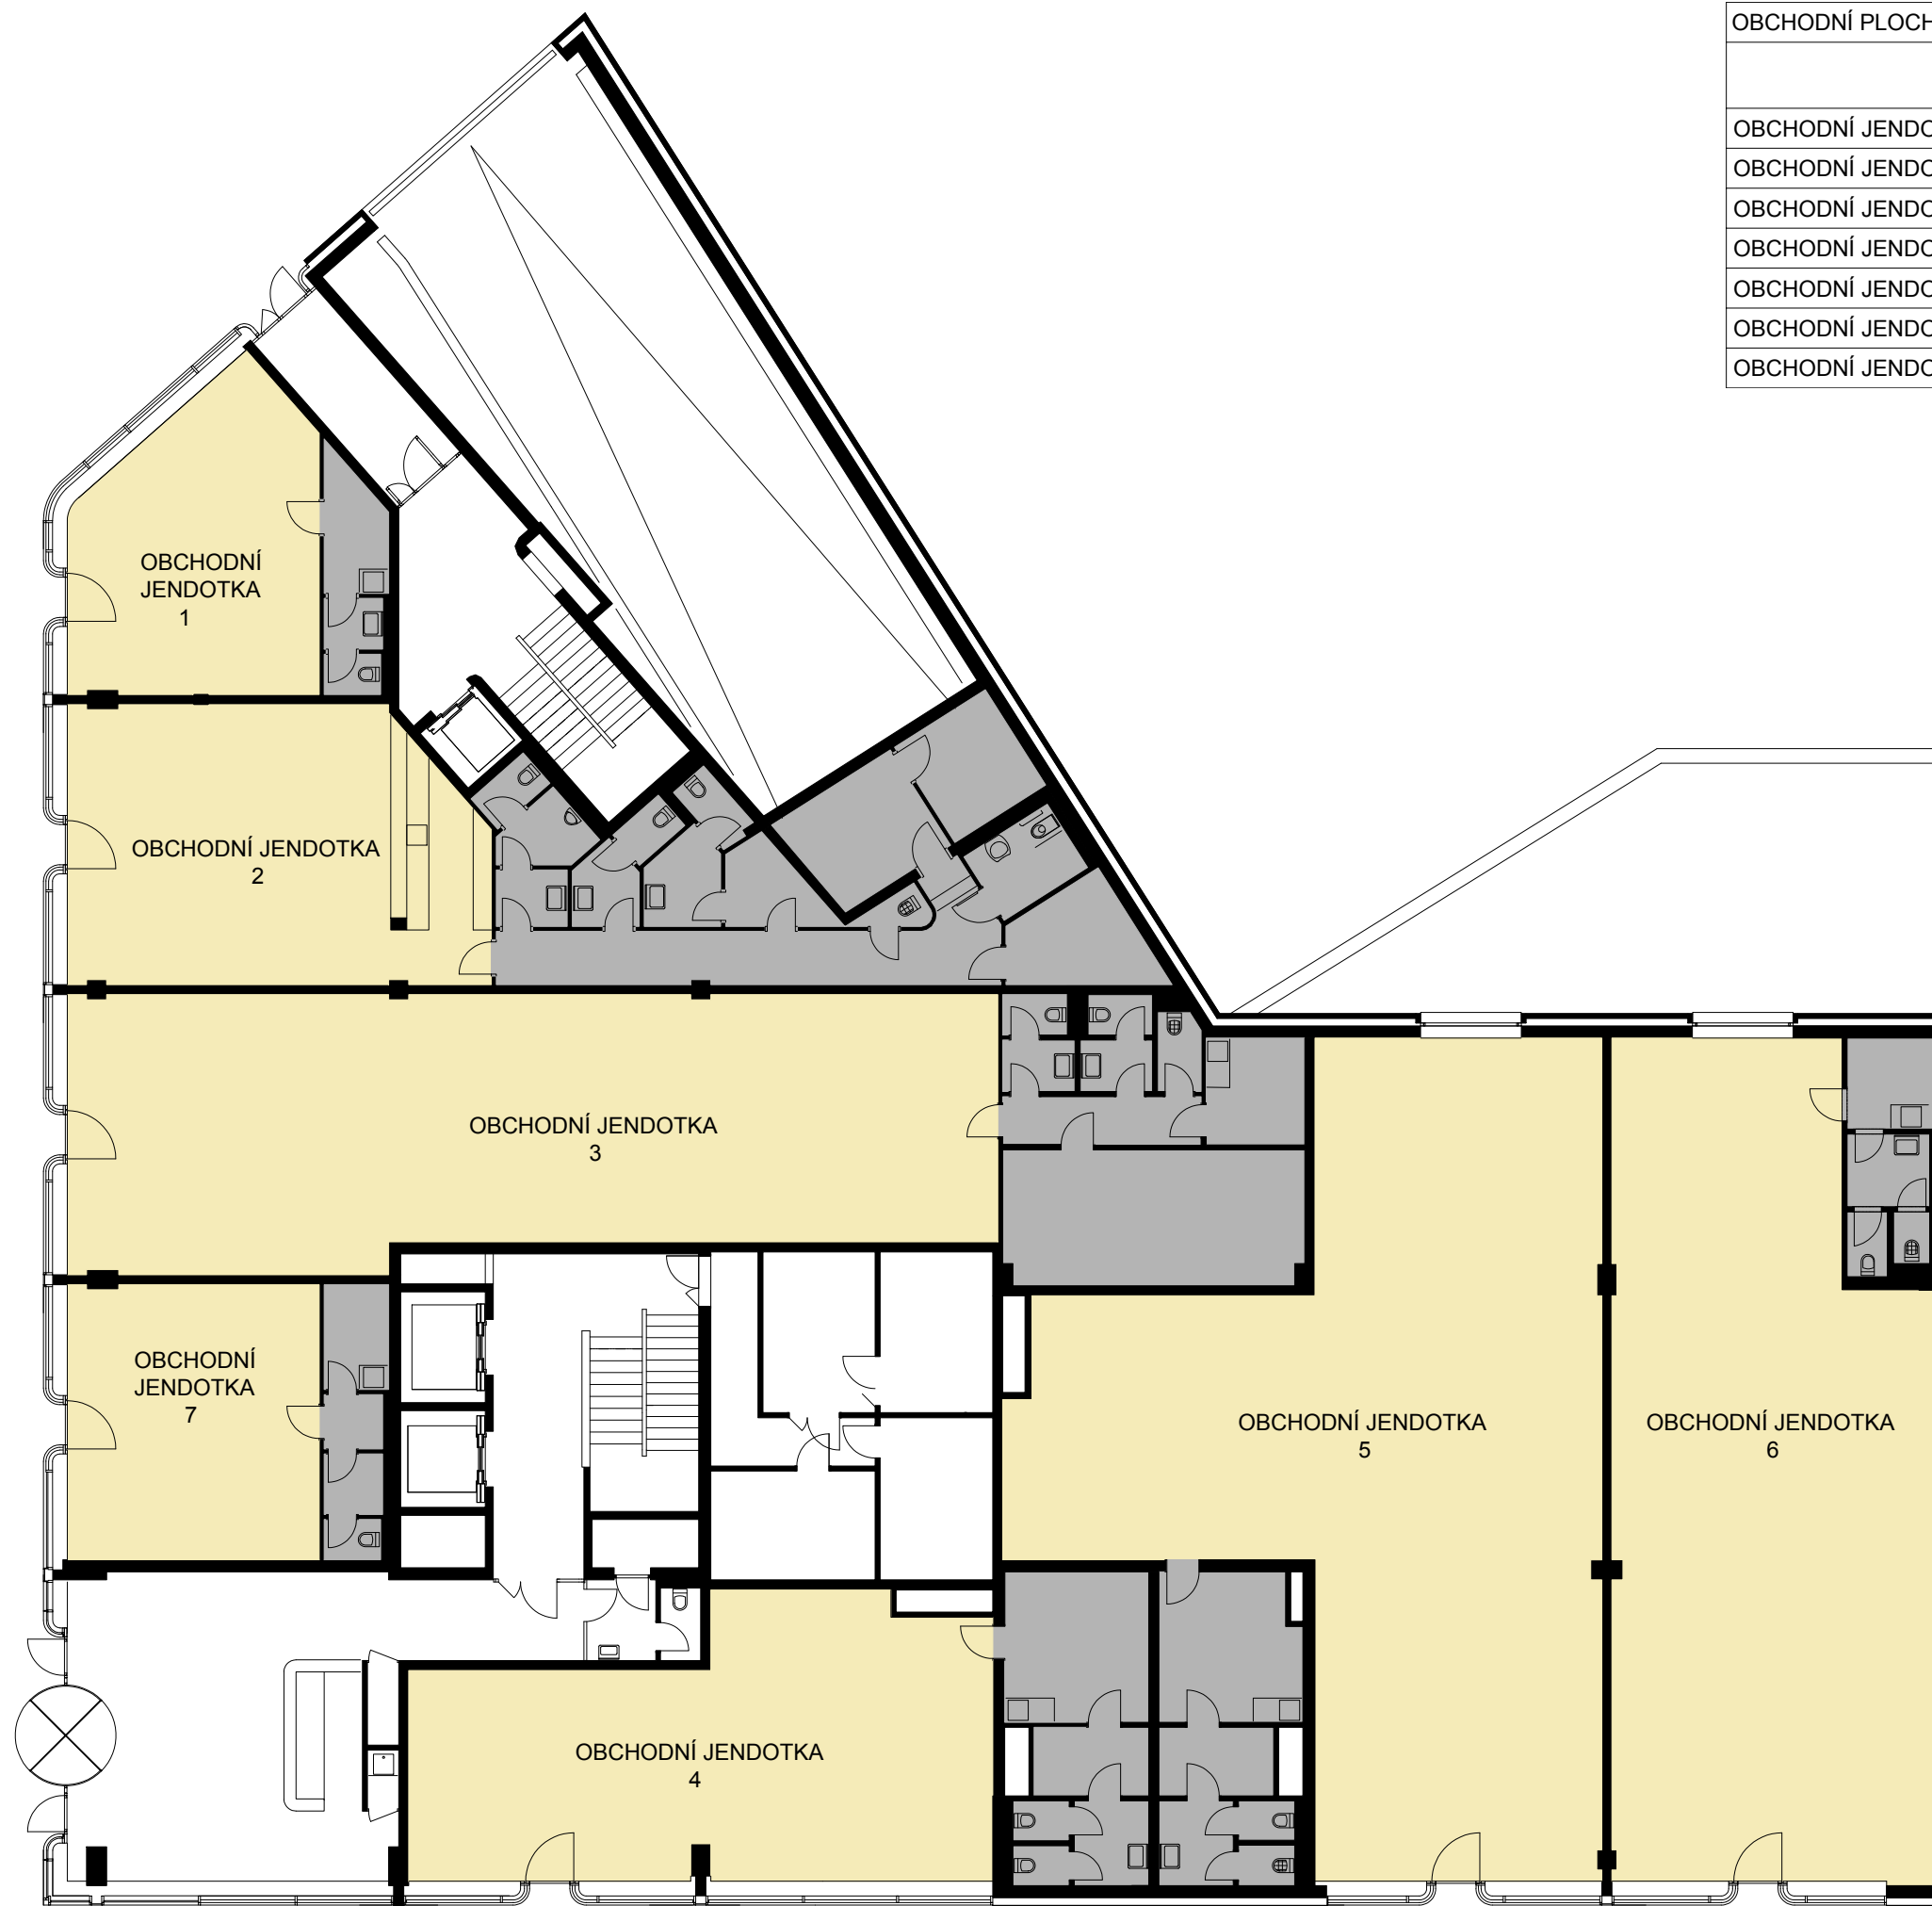 OBCHODNÍ PLOCH
OBCHODNÍ JENDO
OBCHODNÍ JENDO
OBCHODNÍ JENDO
OBCHODNÍ JENDO
OBCHODNÍ JENDO
OBCHODNÍ JENDO
OBCHODNÍ JENDO
OBCHODNÍ
JENDOTKA
1
OBCHODNÍ JENDOTKA
2
OBCHODNÍ JENDOTKA
3
OBCHODNÍ
JENDOTKA
7
OBCHODNÍ JENDOTKA
5
OBCHODNÍ JENDOTKA
6
OBCHODNÍ JENDOTKA
4